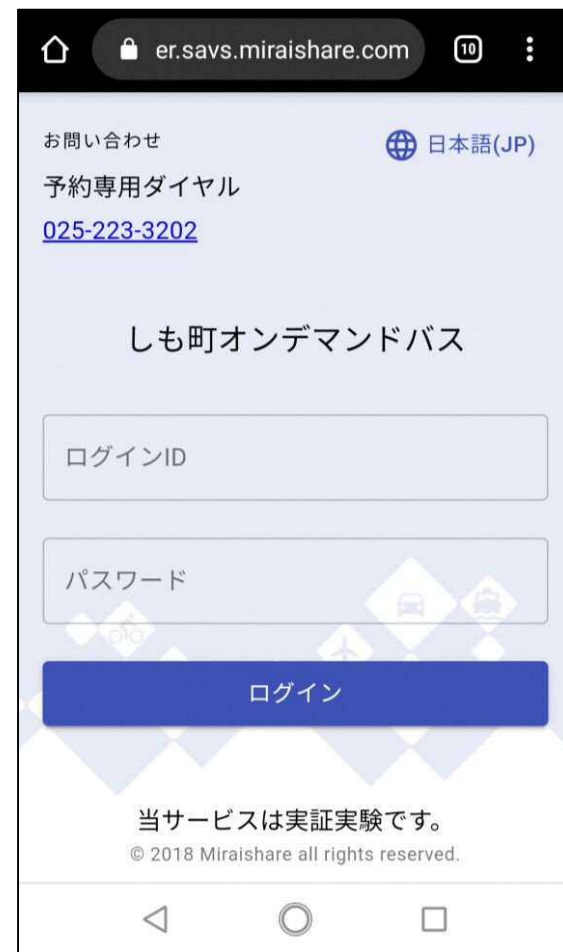 er.savs.miraishare.com
10
お問い合わせ
日本語(JP)
予約専用ダイヤル
025-223-3202
しも町オンデマンドバス
ログインID
パスワード
ログイン
当サービスは実証実験です。
© 2018 Miraishare all rights reserved.